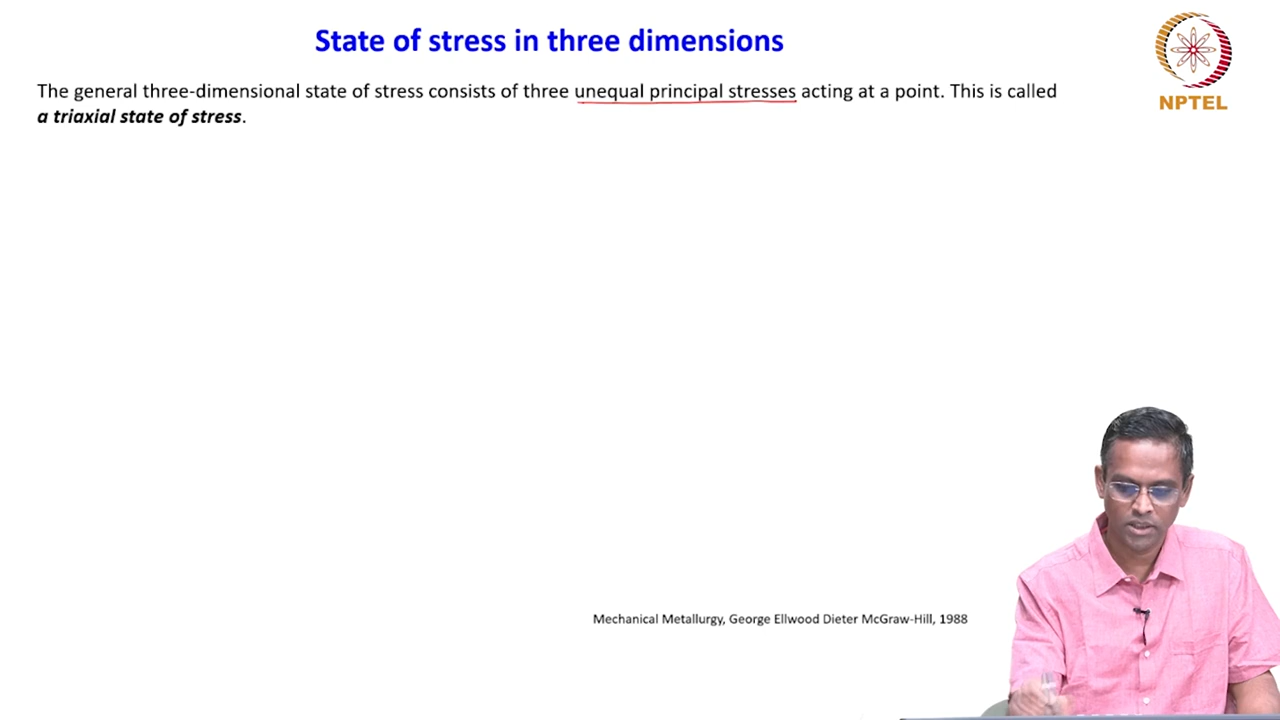 State of stress in three dimensions
NPTEL
The general three-dimensional state of stress consists of three unequal principal stresses acting at a point. This is called
a triaxial state of stress.
Mechanical Metallurgy, George Ellwood Dieter McGraw-Hill, 1988